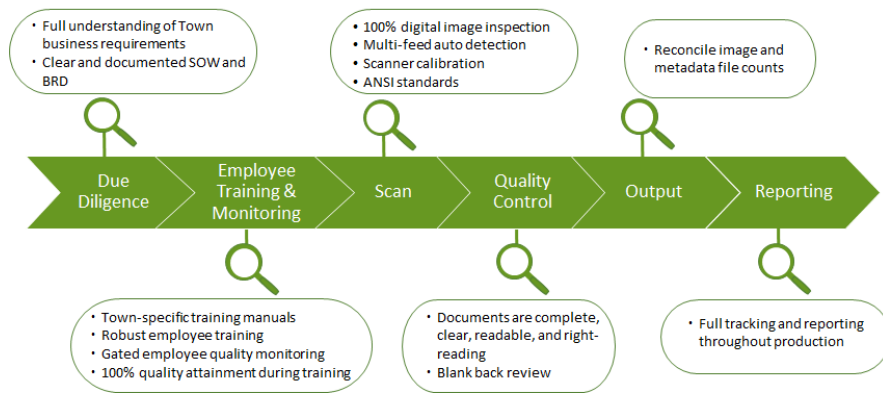 • Full understanding of Town
business requirements
• Clear and documented SOW and
BRD
• 100% digital image inspection
• Multi-feed auto detection
• Scanner calibration
• ANSI standards
• Reconcile image and
metadata file counts
Due
Diligence
Employee
Training &
Monitoring
Scan
Quality
Control
Output
Reporting
• Town-specific training manuals
• Robust employee training
• Gated employee quality monitoring
• 100% quality attainment during training
• Documents are complete,
clear, readable, and right-
reading
• Blank back review
• Full tracking and reporting
throughout production